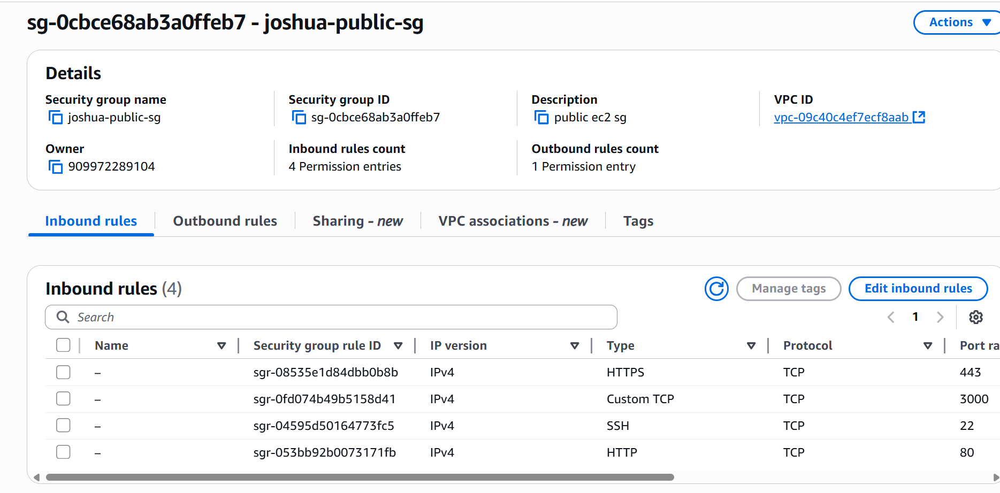 sg-0cbce68ab3a0ffeb7 - joshua-public-sg
Actions
Details
Security group name
joshua-public-sg
Security group ID
sg-0cbce68ab3a0ffeb7
Description
public ec2 sg
VPC ID
vpc-09c40c4ef7ecf8aab
Owner
909972289104
Inbound rules count
4 Permission entries
Outbound rules count
1 Permission entry
Inbound rules Outbound rules Sharing - new VPC associations - new Tags
Inbound rules (4)
Manage tags Edit inbound rules
Search
1
Name Security group rule ID IP version Type Protocol Port ra
– sgr-08535e1d84dbb0b8b IPv4 HTTPS TCP 443
– sgr-0fd074b49b5158d41 IPv4 Custom TCP TCP 3000
– sgr-04595d50164773fc5 IPv4 SSH TCP 22
– sgr-053bb92b0073171fb IPv4 HTTP TCP 80